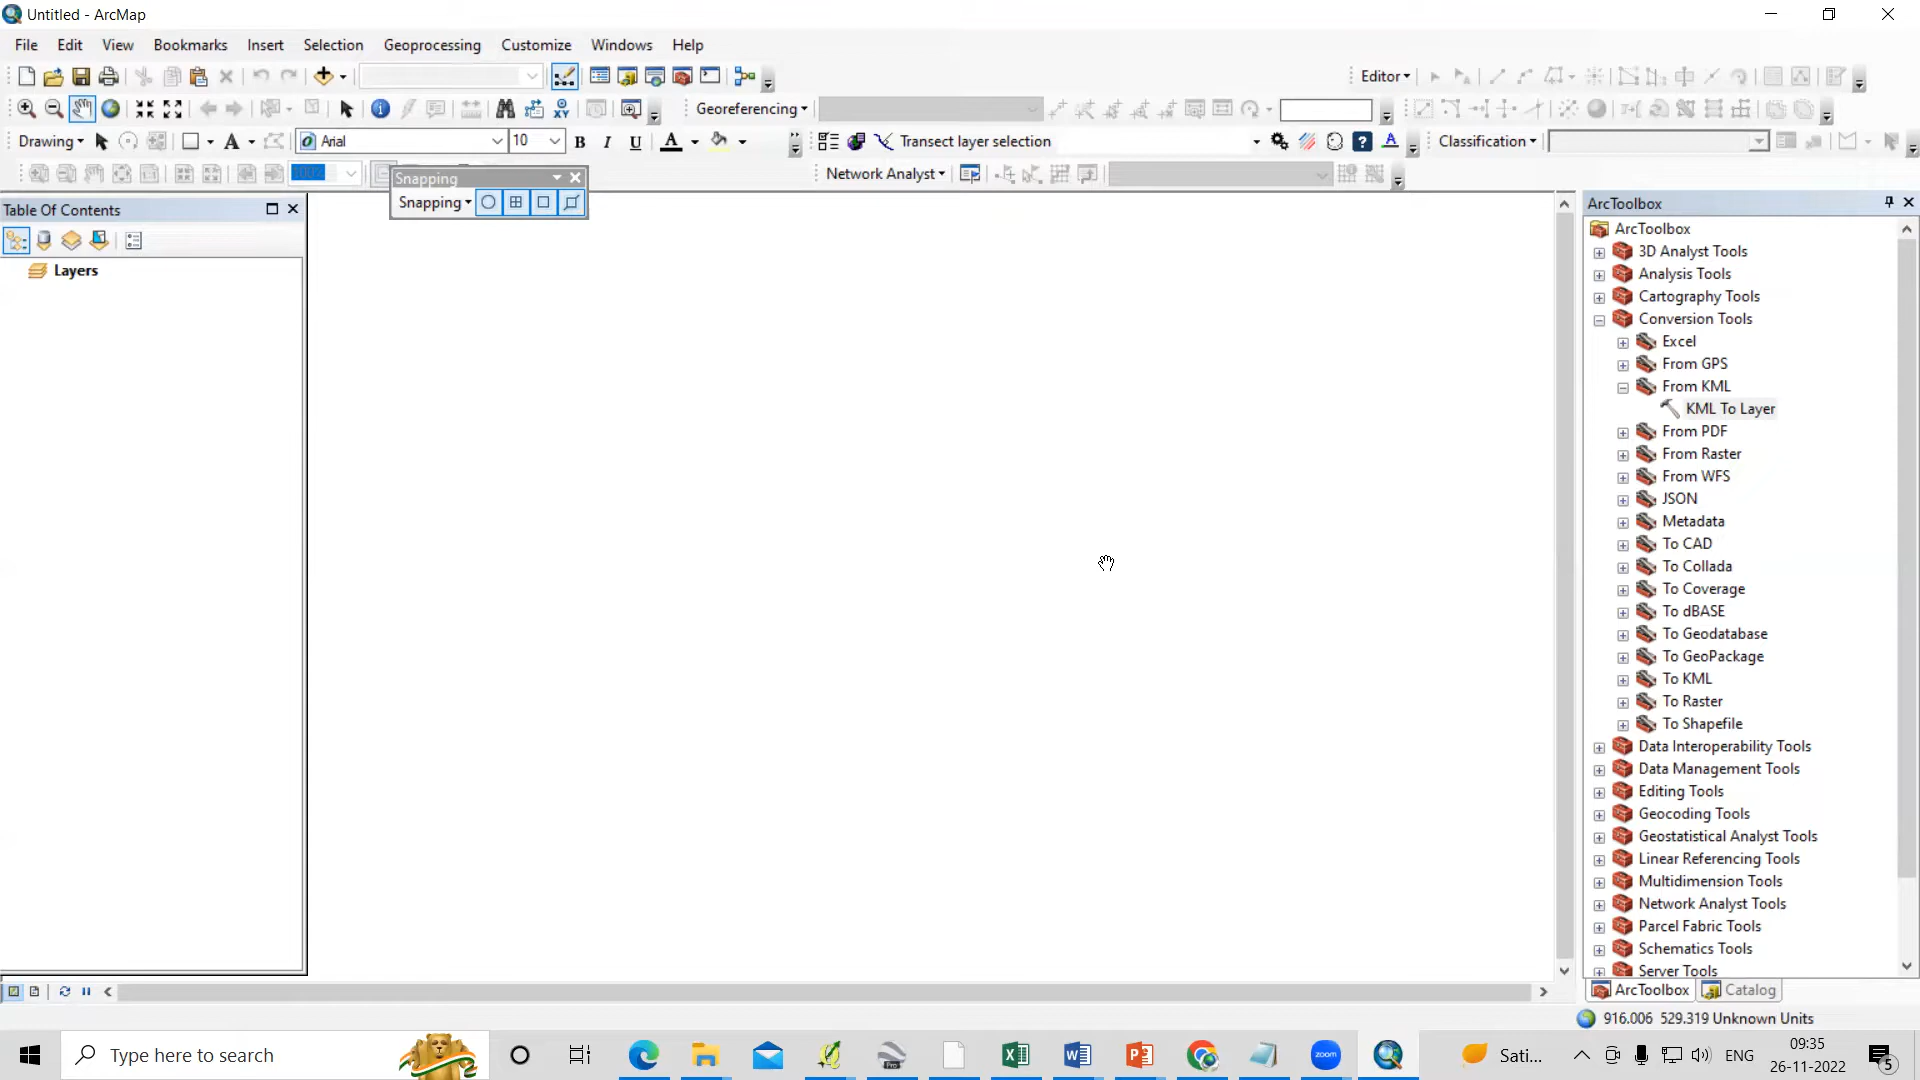 Untitled - ArcMap
File Edit View Bookmarks Insert Selection Geoprocessing Customize Windows Help
Editor
Georeferencing
Drawing Arial 10 B I U A Transect layer selection Classification
100%
Network Analyst
Snapping
Snapping
Table Of Contents
Layers
ArcToolbox
ArcToolbox
3D Analyst Tools
Analysis Tools
Cartography Tools
Conversion Tools
Excel
From GPS
From KML
KML To Layer
From PDF
From Raster
From WFS
JSON
Metadata
To CAD
To Collada
To Coverage
To dBASE
To Geodatabase
To GeoPackage
To KML
To Raster
To Shapefile
Data Interoperability Tools
Data Management Tools
Editing Tools
Geocoding Tools
Geostatistical Analyst Tools
Linear Referencing Tools
Multidimension Tools
Network Analyst Tools
Parcel Fabric Tools
Schematics Tools
Server Tools
ArcToolbox Catalog
916.006 529.319 Unknown Units
Type here to search
zoom
Sati...
ENG
09:35
26-11-2022
5